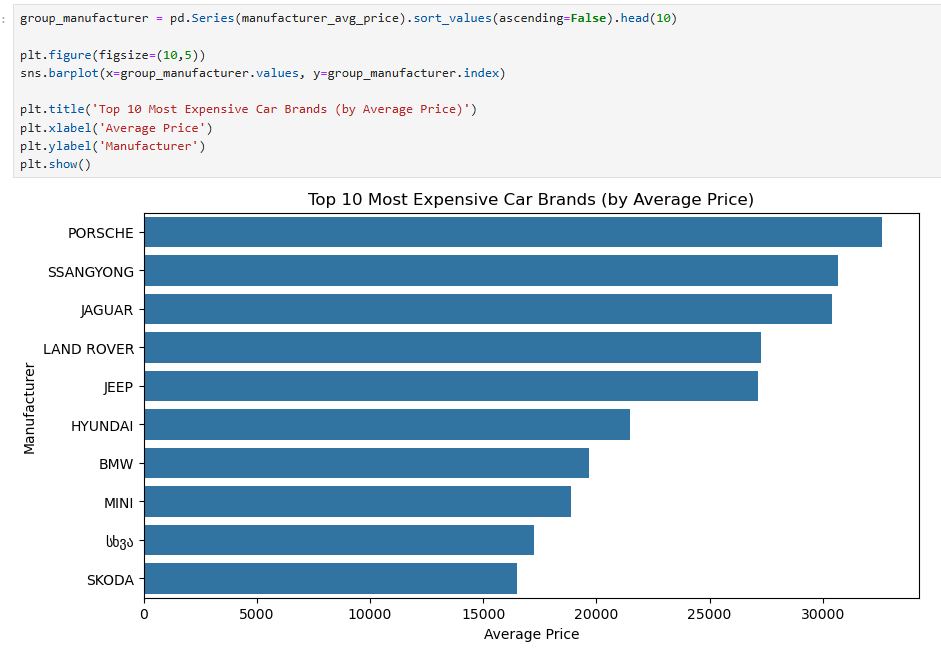 :
group_manufacturer = pd.Series(manufacturer_avg_price).sort_values(ascending=False).head(10)
plt.figure(figsize=(10,5))
sns.barplot(x=group_manufacturer.values, y=group_manufacturer.index)
plt.title('Top 10 Most Expensive Car Brands (by Average Price)')
plt.xlabel('Average Price')
plt.ylabel('Manufacturer')
plt.show()
Top 10 Most Expensive Car Brands (by Average Price)
Manufacturer
PORSCHE
SSANGYONG
JAGUAR
LAND ROVER
JEEP
HYUNDAI
BMW
MINI
სხვა
SKODA
0 5000 10000 15000 20000 25000 30000
Average Price